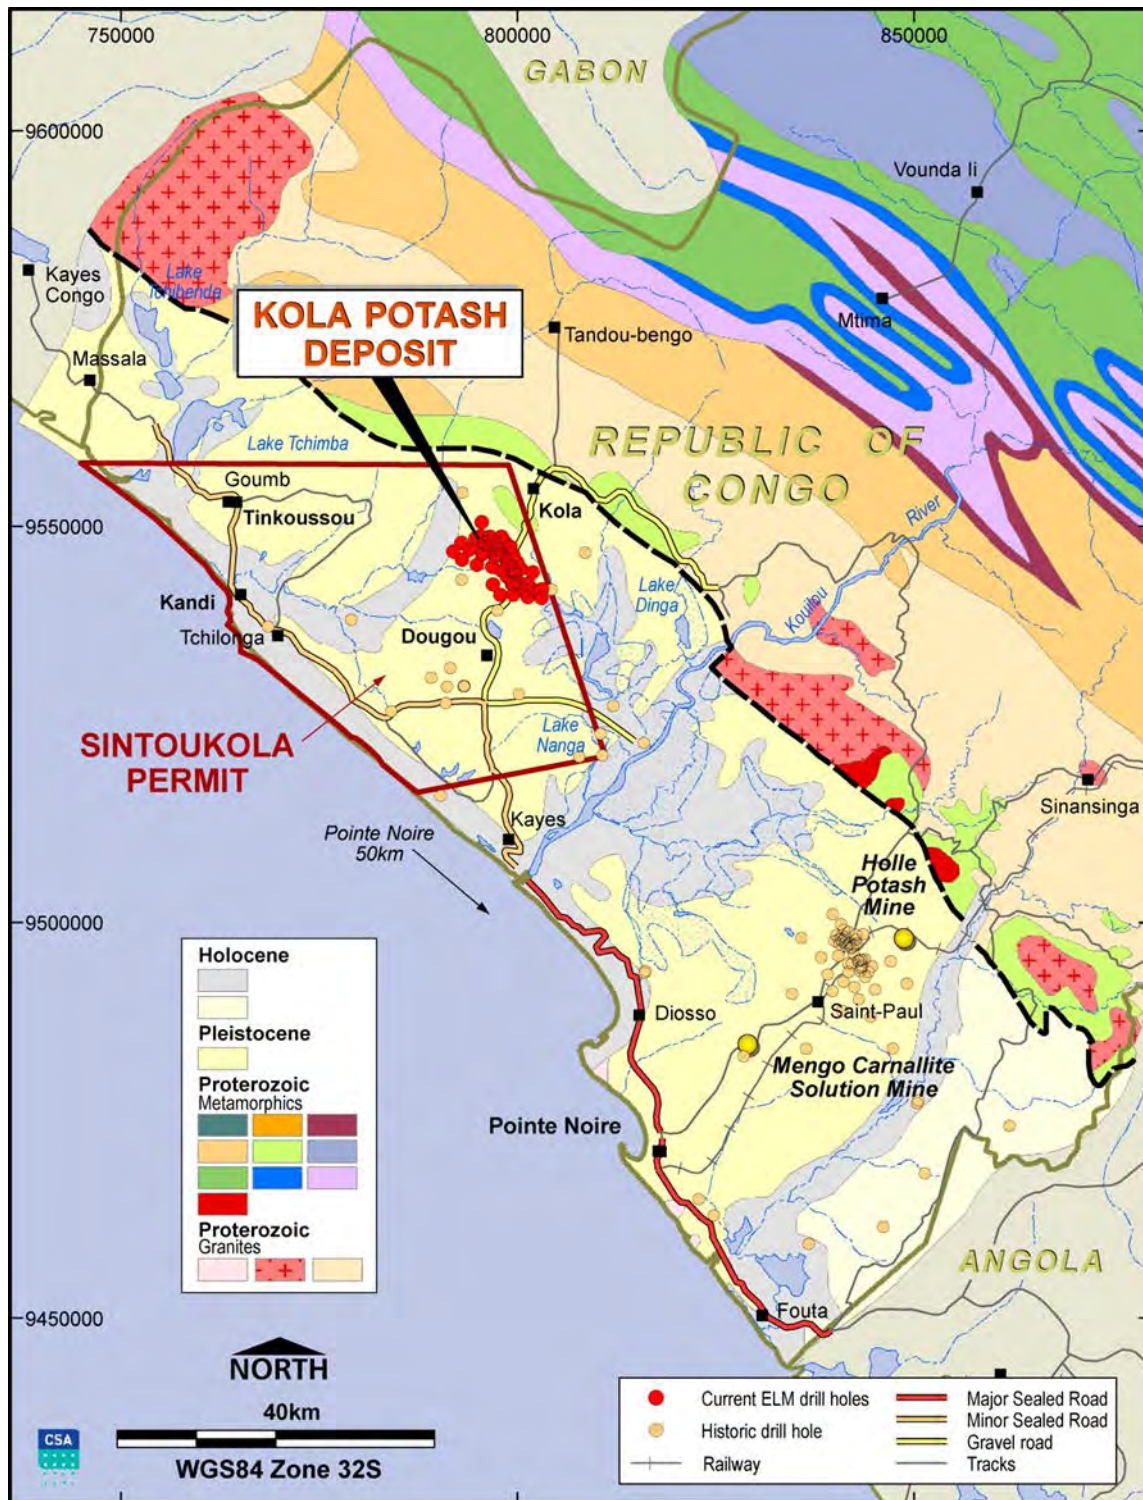 750000
800000
850000
GABON
9600000
Vounda Ii
Lake
Tchibenda
Kayes
Congo
KOLA POTASH
DEPOSIT
Tandou-bengo
Mtima
Massala
Lake Tchimba
REPUBLIC OF
CONGO
Goumb
Tinkoussou
Kola
River
9550000
Lake
Dinga
Kouilou
Kandi
Tchilonga
Dougou
SINTOUKOLA
PERMIT
Lake
Nanga
Sinansinga
Pointe Noire
50km
Kayes
Holle
Potash
Mine
9500000
Diosso
Saint-Paul
Mengo Carnallite
Solution Mine
Pointe Noire
ANGOLA
Fouta
9450000
Holocene
Pleistocene
Proterozoic
Metamorphics
Proterozoic
Granites
NORTH
40km
CSA
WGS84 Zone 32S
Current ELM drill holes
Historic drill hole
Railway
Major Sealed Road
Minor Sealed Road
Gravel road
Tracks